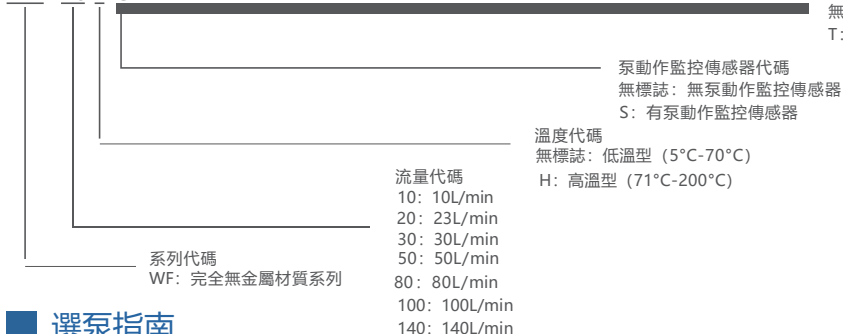 無
T:
泵動作監控傳感器代碼
無標誌：無泵動作監控傳感器
S：有泵動作監控傳感器
溫度代碼
無標誌：低溫型（5°C-70°C）
H：高溫型（71°C-200°C）
流量代碼
10：10L/min
20：23L/min
30：30L/min
50：50L/min
80：80L/min
100：100L/min
140：140L/min
系列代碼
WF：完全無金屬材質系列
選泵指南